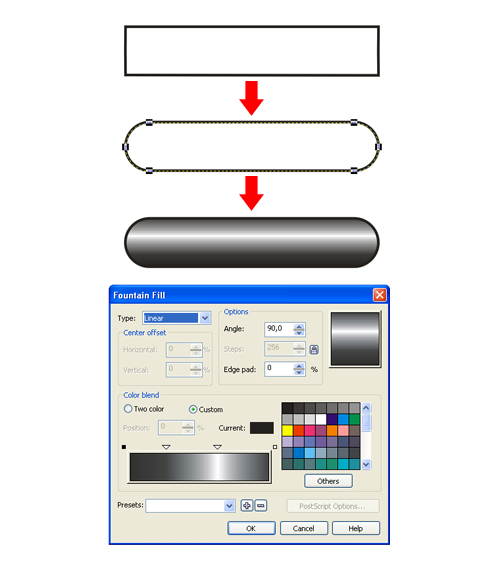 Fountain Fill
Type: Linear
Center offset
Horizontal: 0 %
Vertical: 0 %
Options
Angle: 90,0
Steps: 256
Edge pad: 0 %
Color blend
Two color
Custom
Position: 0 %
Current:
Others
Presets:
PostScript Options...
OK
Cancel
Help